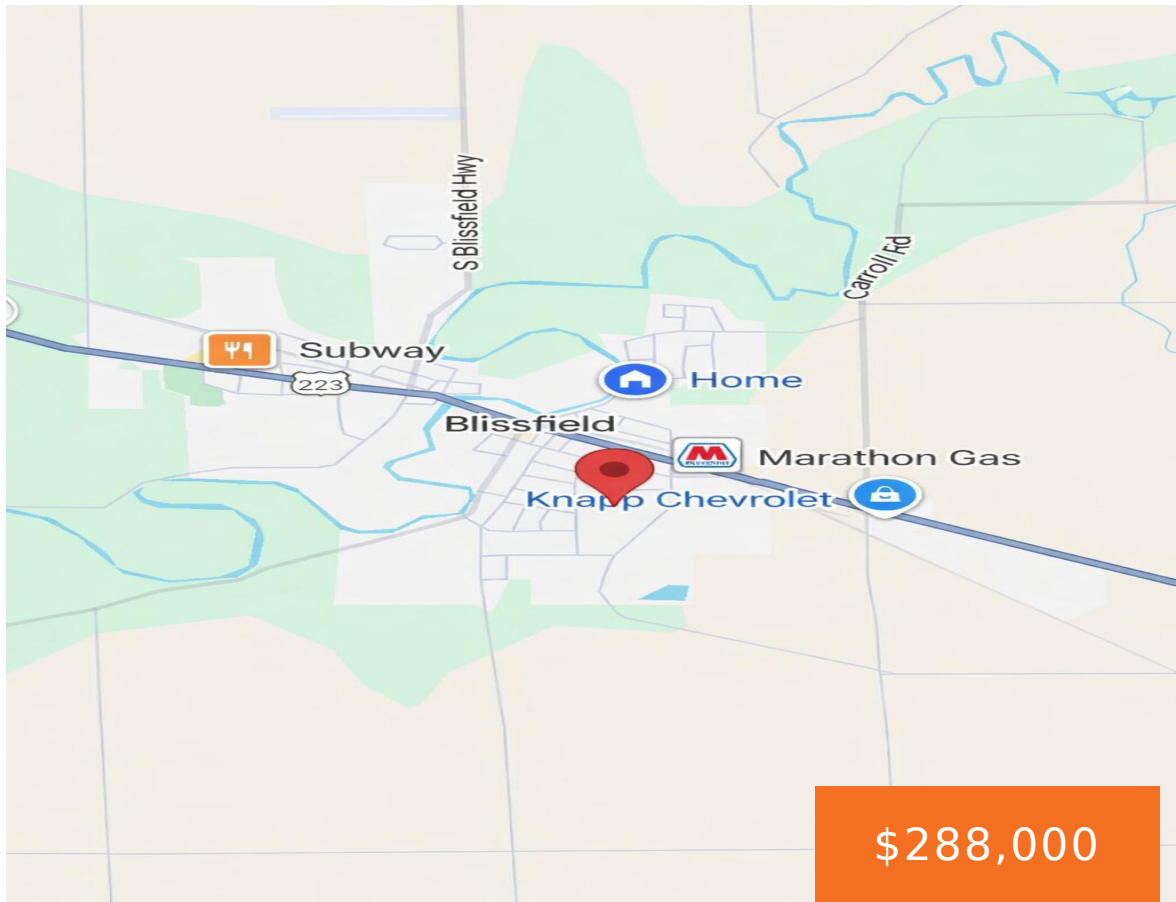 S Blissfield Hwy
Carroll Rd
Subway
223
Home
Blissfield
Marathon Gas
Knapp Chevrolet
$288,000